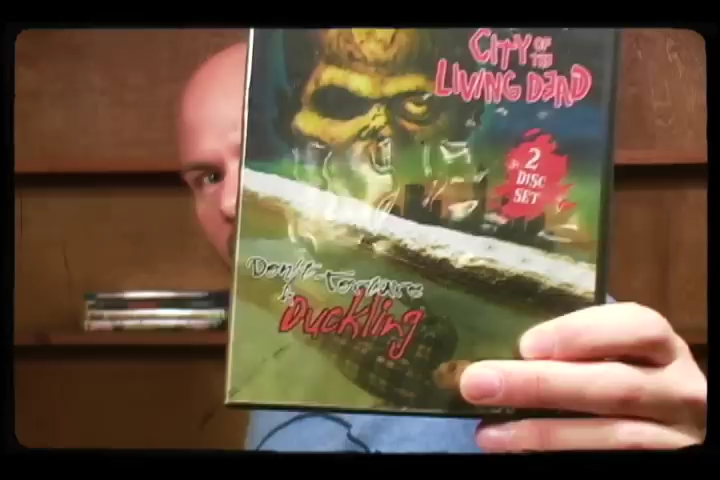 CITY OF THE
LIVING DEAD
2
DISC
SET
Don't Torture
A
Duckling